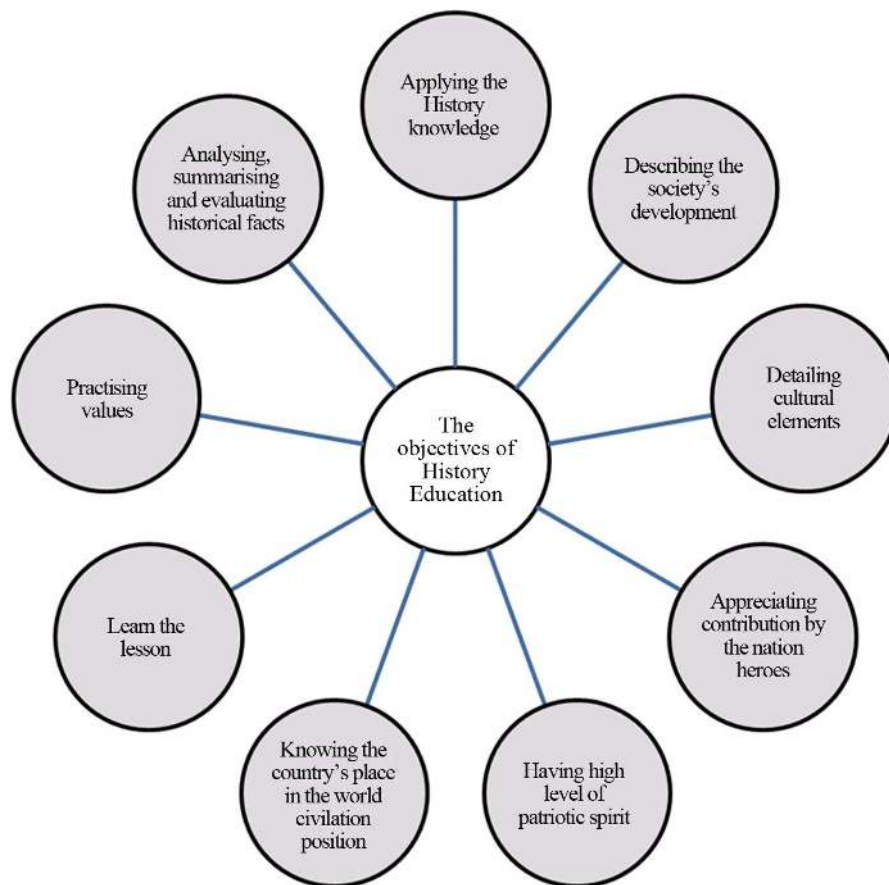 Applying the
History
knowledge
Describing the
society's
development
Detailing
cultural
elements
Appreciating
contribution by
the nation
heroes
Having high
level of
patriotic spirit
Knowing the
country's place
in the world
civilation
position
Learn the
lesson
Practising
values
Analysing,
summarising
and evaluating
historical facts
The
objectives of
History
Education